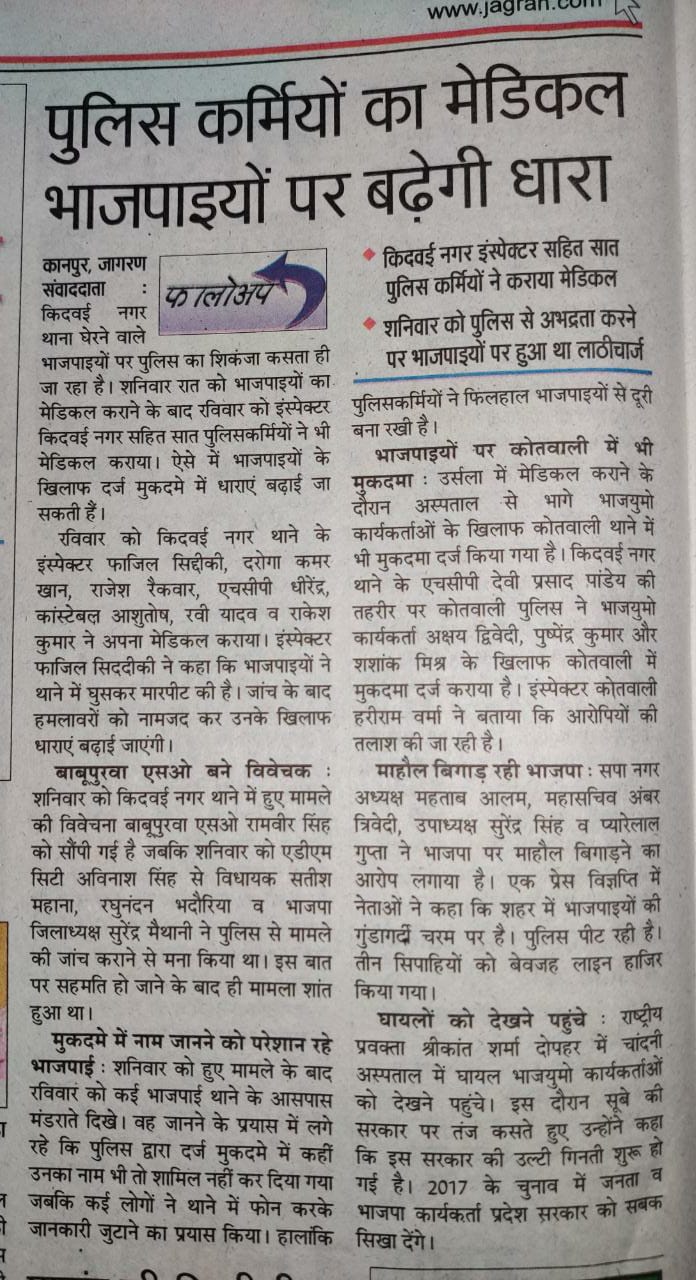 www.jagran.com
पुलिस कर्मियों का मेडिकल
भाजपाइयों पर बढ़ेगी धारा
कानपुर, जागरण
संवाददाता :
किदवई नगर
थाना घेरने वाले
फालोअप
भाजपाइयों पर पुलिस का शिकंजा कसता ही
जा रहा है। शनिवार रात को भाजपाइयों का
मेडिकल कराने के बाद रविवार को इंस्पेक्टर
किदवई नगर सहित सात पुलिसकर्मियों ने भी
मेडिकल कराया। ऐसे में भाजपाइयों के
खिलाफ दर्ज मुकदमे में धाराएं बढ़ाई जा
सकती हैं।
रविवार को किदवई नगर थाने के
इंस्पेक्टर फाजिल सिद्दीकी, दरोगा कमर
खान, राजेश रैकवार, एचसीपी धीरेंद्र,
कांस्टेबल आशुतोष, रवी यादव व राकेश
कुमार ने अपना मेडिकल कराया। इंस्पेक्टर
फाजिल सिददीकी ने कहा कि भाजपाइयों ने
थाने में घुसकर मारपीट की है। जांच के बाद
हमलावरों को नामजद कर उनके खिलाफ
धाराएं बढ़ाई जाएंगी।
बाबूपुरवा एसओ बने विवेचक :
शनिवार को किदवई नगर थाने में हुए मामले
की विवेचना बाबूपुरवा एसओ रामवीर सिंह
को सौंपी गई है जबकि शनिवार को एडीएम
सिटी अविनाश सिंह से विधायक सतीश
महाना, रघुनंदन भदौरिया व भाजपा
जिलाध्यक्ष सुरेंद्र मैथानी ने पुलिस से मामले
की जांच कराने से मना किया था। इस बात
पर सहमति हो जाने के बाद ही मामला शांत
हुआ था।
मुकदमे में नाम जानने को परेशान रहे
भाजपाई : शनिवार को हुए मामले के बाद
रविवार को कई भाजपाई थाने के आसपास
मंडराते दिखे। वह जानने के प्रयास में लगे
रहे कि पुलिस द्वारा दर्ज मुकदमे में कहीं
उनका नाम भी तो शामिल नहीं कर दिया गया
जबकि कई लोगों ने थाने में फोन करके
जानकारी जुटाने का प्रयास किया। हालांकि
◆ किदवई नगर इंस्पेक्टर सहित सात
पुलिस कर्मियों ने कराया मेडिकल
◆ शनिवार को पुलिस से अभद्रता करने
पर भाजपाइयों पर हुआ था लाठीचार्ज
पुलिसकर्मियों ने फिलहाल भाजपाइयों से दूरी
बना रखी है।
भाजपाइयों पर कोतवाली में भी
मुकदमा : उर्सला में मेडिकल कराने के
दौरान अस्पताल से भागे भाजयुमो
कार्यकर्ताओं के खिलाफ कोतवाली थाने में
भी मुकदमा दर्ज किया गया है। किदवई नगर
थाने के एचसीपी देवी प्रसाद पांडेय की
तहरीर पर कोतवाली पुलिस ने भाजयुमो
कार्यकर्ता अक्षय द्विवेदी, पुष्पेंद्र कुमार और
शशांक मिश्र के खिलाफ कोतवाली में
मुकदमा दर्ज कराया है। इंस्पेक्टर कोतवाली
हरीराम वर्मा ने बताया कि आरोपियों की
तलाश की जा रही है।
माहौल बिगाड़ रही भाजपा : सपा नगर
अध्यक्ष महताब आलम, महासचिव अंबर
त्रिवेदी, उपाध्यक्ष सुरेंद्र सिंह व प्यारेलाल
गुप्ता ने भाजपा पर माहौल बिगाड़ने का
आरोप लगाया है। एक प्रेस विज्ञप्ति में
नेताओं ने कहा कि शहर में भाजपाइयों की
गुंडागर्दी चरम पर है। पुलिस पीट रही है।
तीन सिपाहियों को बेवजह लाइन हाजिर
किया गया।
घायलों को देखने पहुंचे : राष्ट्रीय
प्रवक्ता श्रीकांत शर्मा दोपहर में चांदनी
अस्पताल में घायल भाजयुमो कार्यकर्ताओं
को देखने पहुंचे। इस दौरान सूबे की
सरकार पर तंज कसते हुए उन्होंने कहा
कि इस सरकार की उल्टी गिनती शुरू हो
गई है। 2017 के चुनाव में जनता व
भाजपा कार्यकर्ता प्रदेश सरकार को सबक
सिखा देंगे।